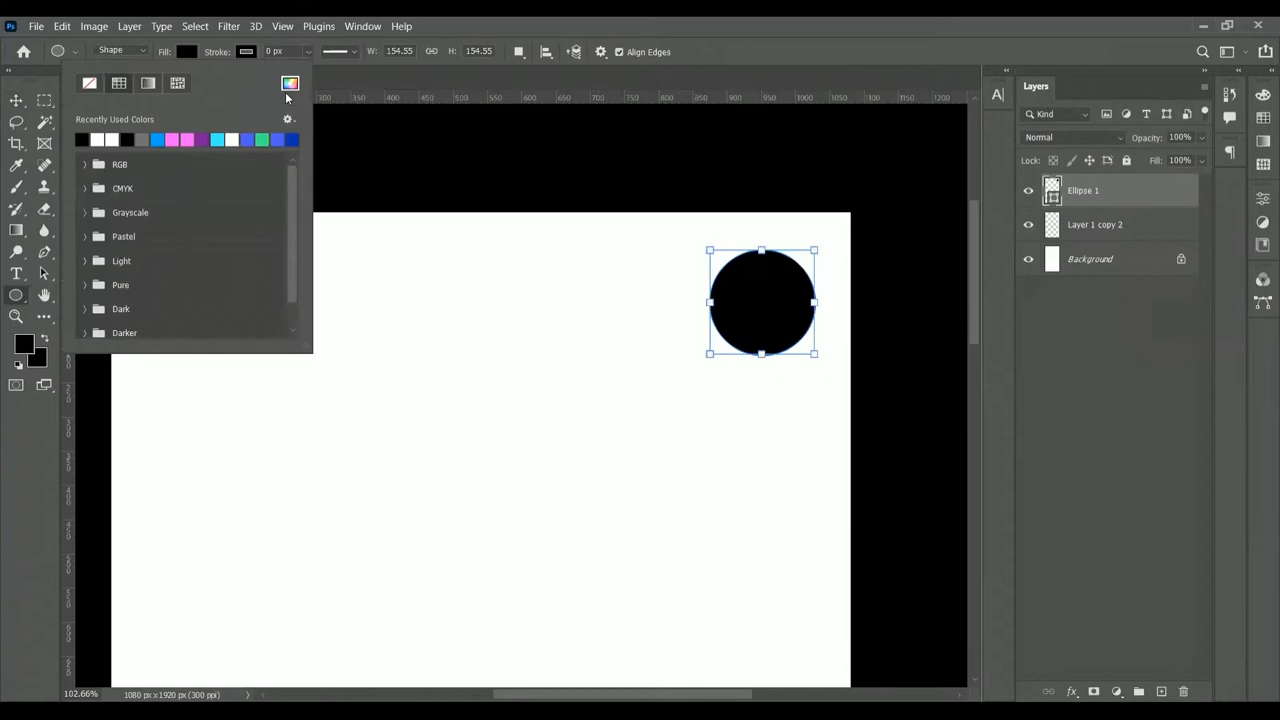 Ps File Edit Image Layer Type Select Filter 3D View Plugins Window Help
Shape Fill: Stroke: 0 px W: 154.55 H: 154.55 Align Edges
Recently Used Colors
RGB
CMYK
Grayscale
Pastel
Light
Pure
Dark
Darker
300 350 400 450 500 550 600 650 700 750 800 850 900 950 1000 1050 1100 1150 1200
Layers
Kind
Normal Opacity: 100%
Lock: Fill: 100%
Ellipse 1
Layer 1 copy 2
Background
102.66% 1080 px x 1920 px (300 ppi)